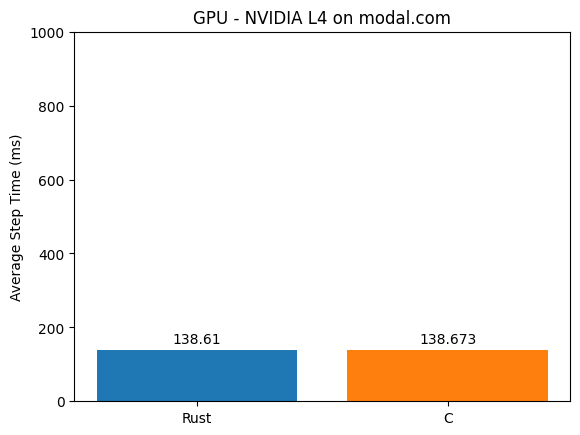 GPU - NVIDIA L4 on modal.com
1000
800
600
400
200
0
Average Step Time (ms)
138.61
138.673
Rust
C